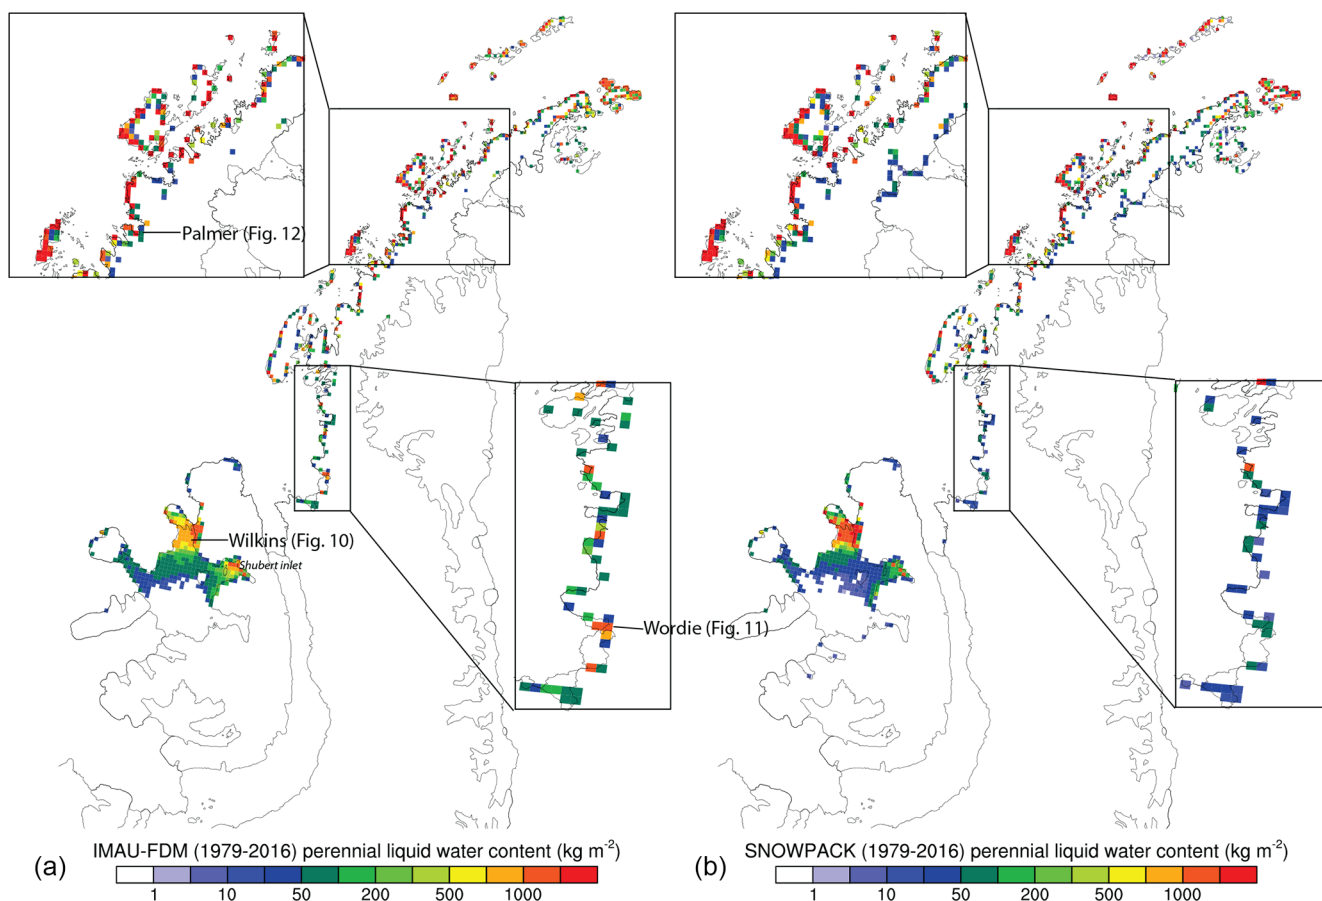 Palmer (Fig. 12)
Wilkins (Fig. 10)
Shubert inlet
Wordie (Fig. 11)
(a)
IMAU-FDM (1979-2016) perennial liquid water content (kg m⁻²)
1 10 50 200 500 1000
(b)
SNOWPACK (1979-2016) perennial liquid water content (kg m⁻²)
1 10 50 200 500 1000